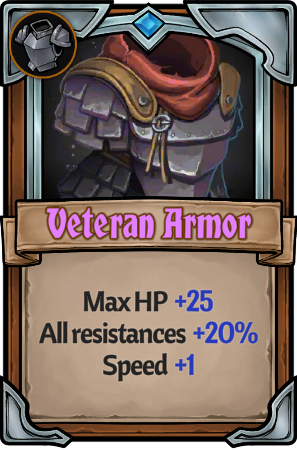 Veteran Armor
Max HP +25
All resistances +20%
Speed +1